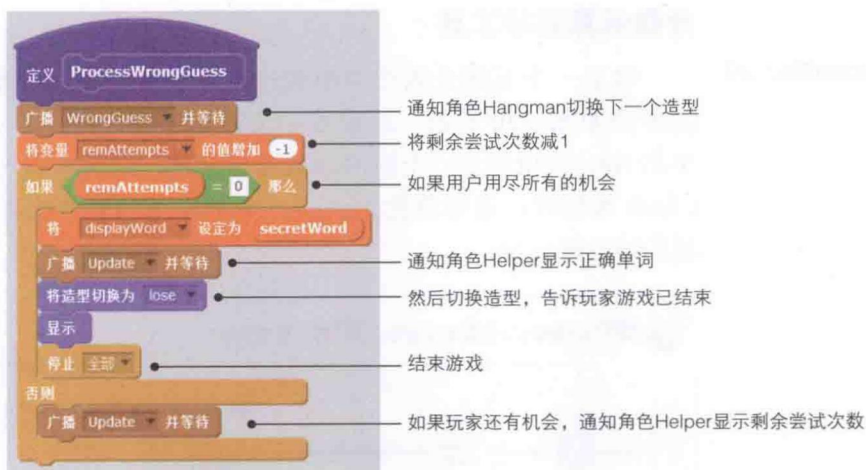 定义 ProcessWrongGuess
广播 WrongGuess 并等待
通知角色Hangman切换下一个造型
将变量 remAttempts 的值增加 -1
将剩余尝试次数减1
如果 remAttempts = 0 那么
如果用户用尽所有的机会
将 displayWord 设定为 secretWord
广播 Update 并等待
通知角色Helper显示正确单词
将造型切换为 lose
然后切换造型，告诉玩家游戏已结束
显示
停止 全部
结束游戏
否则
广播 Update 并等待
如果玩家还有机会，通知角色Helper显示剩余尝试次数